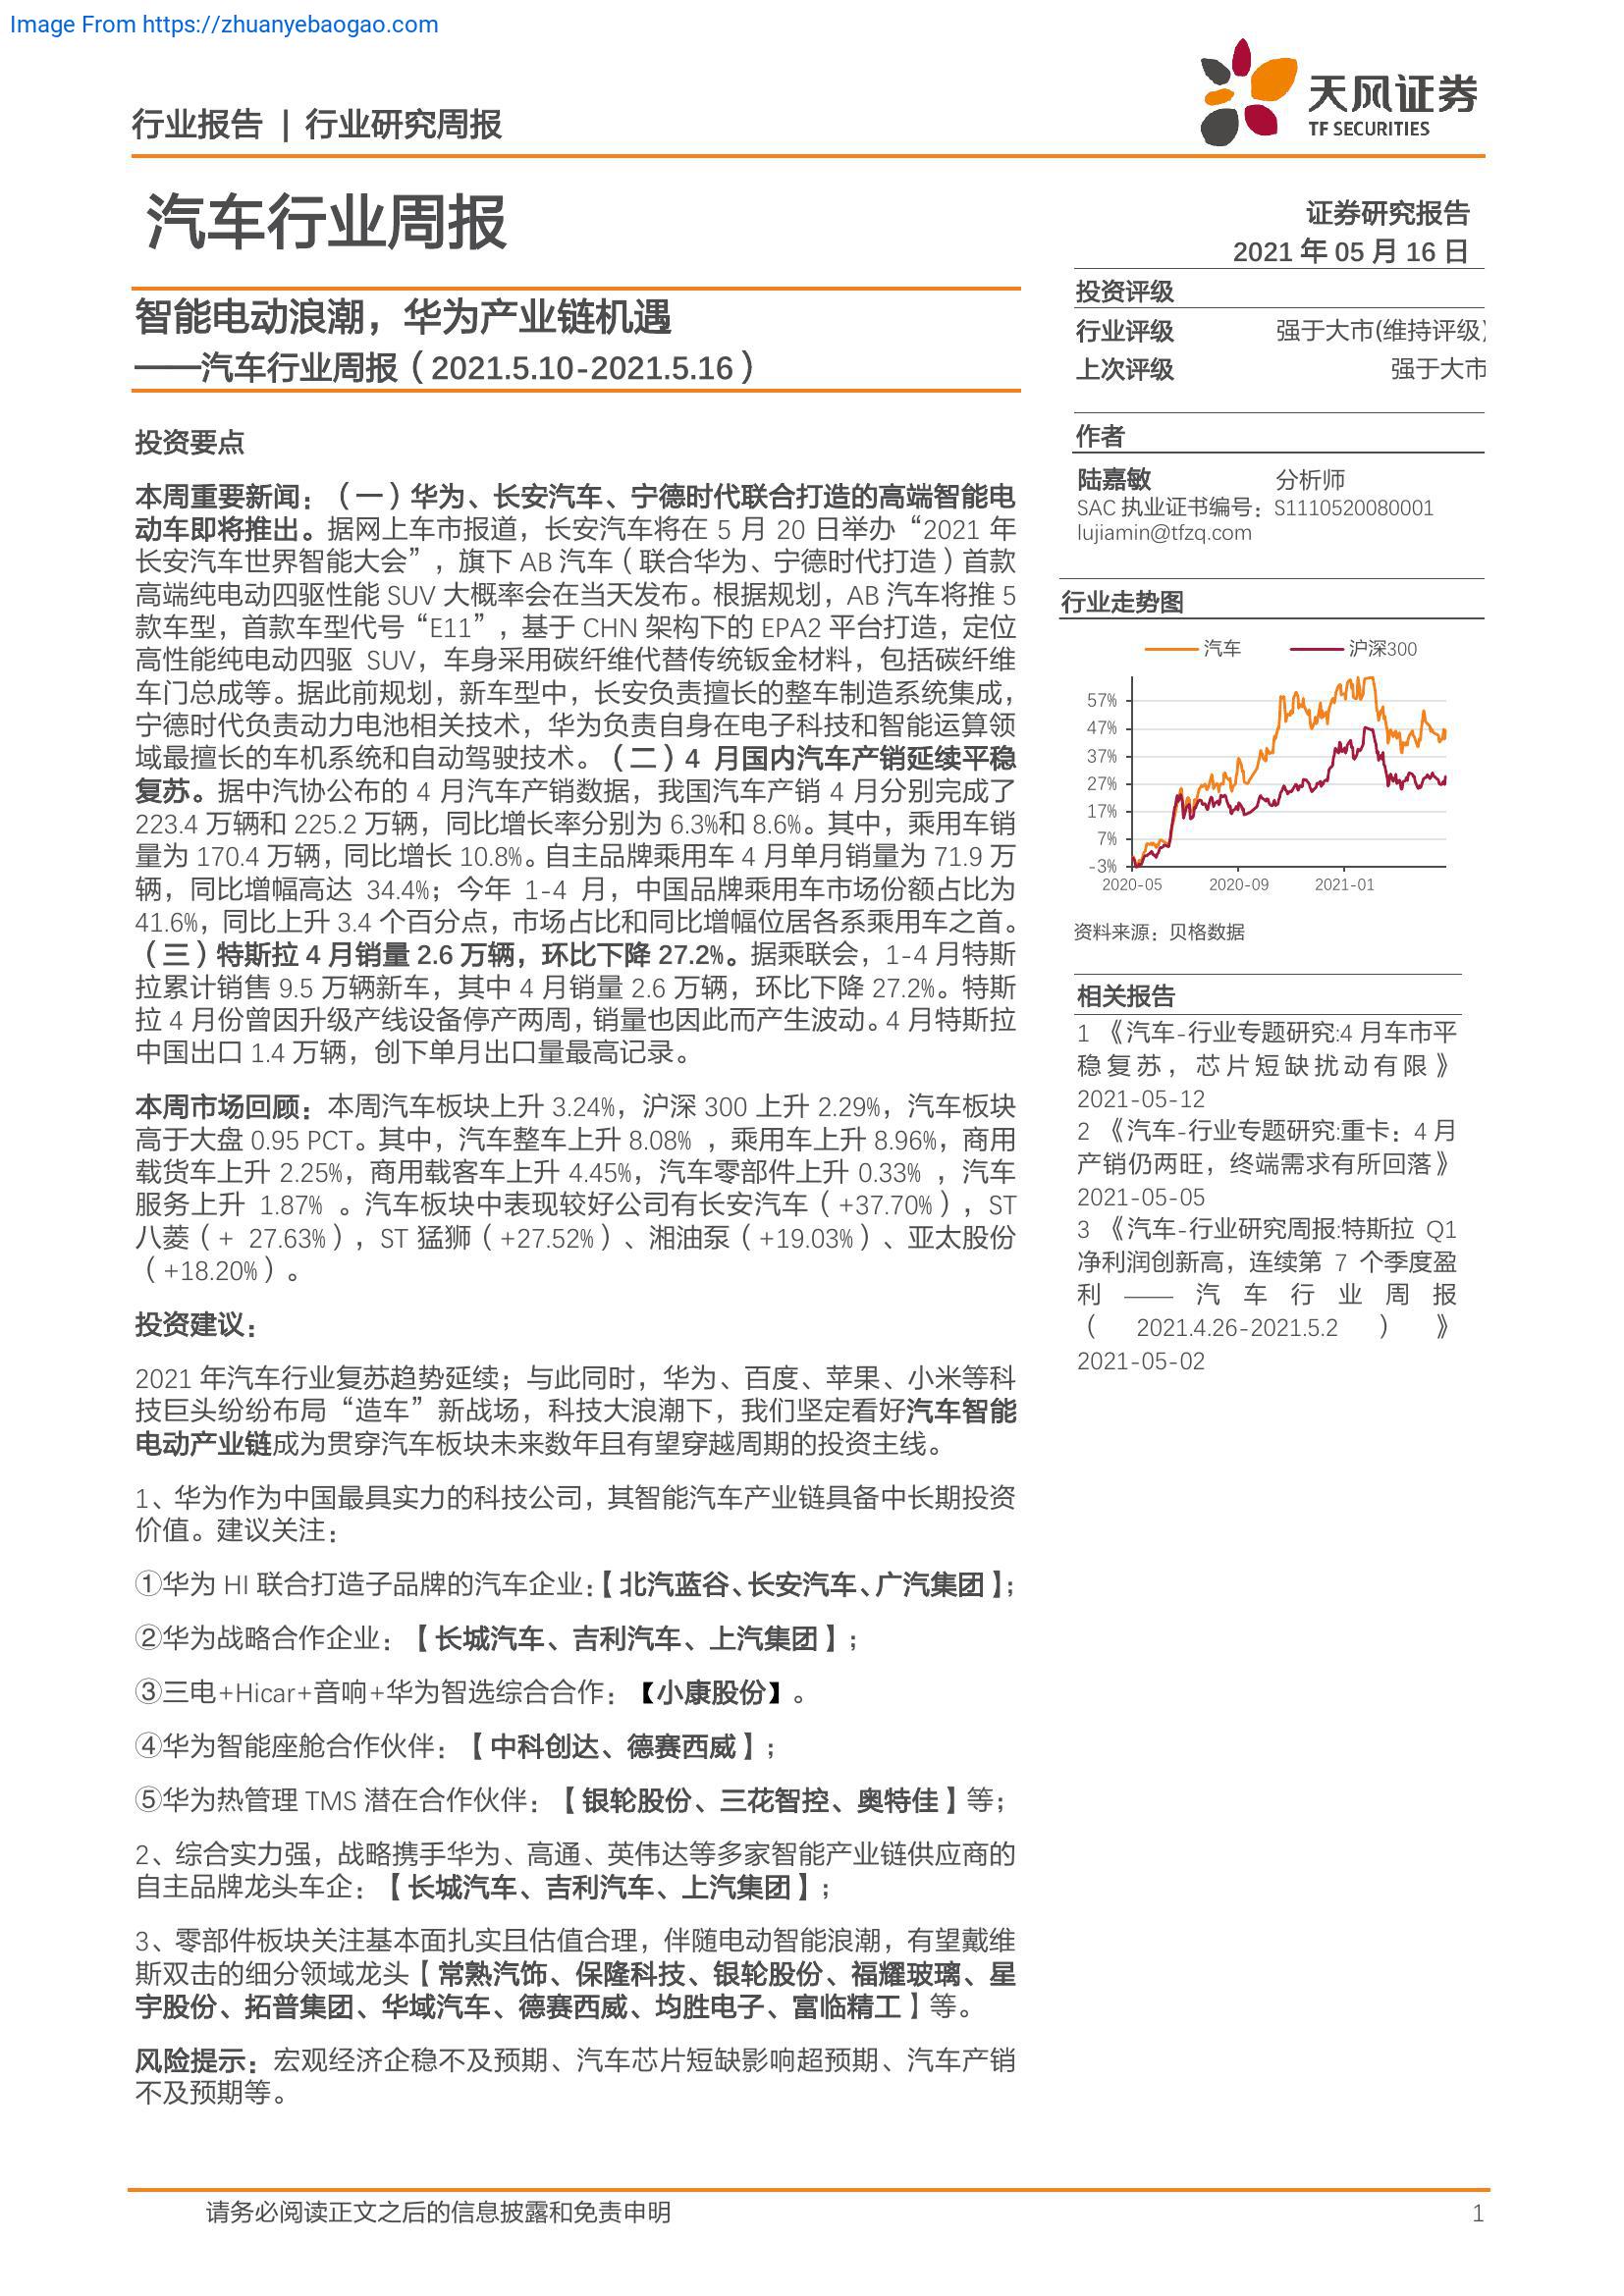 Image From https://zhuanyebaogao.com
天风证券
TF SECURITIES
行业报告 | 行业研究周报
汽车行业周报
证券研究报告
2021 年 05 月 16 日
智能电动浪潮，华为产业链机遇
——汽车行业周报（2021.5.10-2021.5.16）
投资要点
本周重要新闻：（一）华为、长安汽车、宁德时代联合打造的高端智能电
动车即将推出。据网上车市报道，长安汽车将在 5 月 20 日举办“2021 年
长安汽车世界智能大会”，旗下 AB 汽车（联合华为、宁德时代打造）首款
高端纯电动四驱性能 SUV 大概率会在当天发布。根据规划，AB 汽车将推 5
款车型，首款车型代号“E11”，基于 CHN 架构下的 EPA2 平台打造，定位
高性能纯电动四驱 SUV，车身采用碳纤维代替传统钣金材料，包括碳纤维
车门总成等。据此前规划，新车型中，长安负责擅长的整车制造系统集成，
宁德时代负责动力电池相关技术，华为负责自身在电子科技和智能运算领
域最擅长的车机系统和自动驾驶技术。（二）4 月国内汽车产销延续平稳
复苏。据中汽协公布的 4 月汽车产销数据，我国汽车产销 4 月分别完成了
223.4 万辆和 225.2 万辆，同比增长率分别为 6.3%和 8.6%。其中，乘用车销
量为 170.4 万辆，同比增长 10.8%。自主品牌乘用车 4 月单月销量为 71.9 万
辆，同比增幅高达 34.4%；今年 1-4 月，中国品牌乘用车市场份额占比为
41.6%，同比上升 3.4 个百分点，市场占比和同比增幅位居各系乘用车之首。
（三）特斯拉 4 月销量 2.6 万辆，环比下降 27.2%。据乘联会，1-4 月特斯
拉累计销售 9.5 万辆新车，其中 4 月销量 2.6 万辆，环比下降 27.2%。特斯
拉 4 月份曾因升级产线设备停产两周，销量也因此而产生波动。4 月特斯拉
中国出口 1.4 万辆，创下单月出口量最高记录。
本周市场回顾：本周汽车板块上升 3.24%，沪深 300 上升 2.29%，汽车板块
高于大盘 0.95 PCT。其中，汽车整车上升 8.08% ，乘用车上升 8.96%，商用
载货车上升 2.25%，商用载客车上升 4.45%，汽车零部件上升 0.33% ，汽车
服务上升 1.87% 。汽车板块中表现较好公司有长安汽车（+37.70%），ST
八菱（+ 27.63%），ST 猛狮（+27.52%）、湘油泵（+19.03%）、亚太股份
（+18.20%）。
投资建议：
2021 年汽车行业复苏趋势延续；与此同时，华为、百度、苹果、小米等科
技巨头纷纷布局“造车”新战场，科技大浪潮下，我们坚定看好汽车智能
电动产业链成为贯穿汽车板块未来数年且有望穿越周期的投资主线。
1、华为作为中国最具实力的科技公司，其智能汽车产业链具备中长期投资
价值。建议关注：
①华为 HI 联合打造子品牌的汽车企业：【北汽蓝谷、长安汽车、广汽集团】；
②华为战略合作企业：【长城汽车、吉利汽车、上汽集团】；
③三电+Hicar+音响+华为智选综合合作：【小康股份】。
④华为智能座舱合作伙伴：【中科创达、德赛西威】；
⑤华为热管理 TMS 潜在合作伙伴：【银轮股份、三花智控、奥特佳】等；
2、综合实力强，战略携手华为、高通、英伟达等多家智能产业链供应商的
自主品牌龙头车企：【长城汽车、吉利汽车、上汽集团】；
3、零部件板块关注基本面扎实且估值合理，伴随电动智能浪潮，有望戴维
斯双击的细分领域龙头【常熟汽饰、保隆科技、银轮股份、福耀玻璃、星
宇股份、拓普集团、华域汽车、德赛西威、均胜电子、富临精工】等。
风险提示：宏观经济企稳不及预期、汽车芯片短缺影响超预期、汽车产销
不及预期等。
投资评级
行业评级 强于大市(维持评级)
上次评级 强于大市
作者
陆嘉敏 分析师
SAC 执业证书编号：S1110520080001
lujiamin@tfzq.com
行业走势图
汽车 沪深300
57%
47%
37%
27%
17%
7%
-3%
2020-05 2020-09 2021-01
资料来源：贝格数据
相关报告
1 《汽车-行业专题研究:4 月车市平
稳复苏，芯片短缺扰动有限》
2021-05-12
2 《汽车-行业专题研究:重卡：4 月
产销仍两旺，终端需求有所回落》
2021-05-05
3 《汽车-行业研究周报:特斯拉 Q1
净利润创新高，连续第 7 个季度盈
利 —— 汽车行业周报
（ 2021.4.26-2021.5.2 ）》
2021-05-02
请务必阅读正文之后的信息披露和免责申明 1